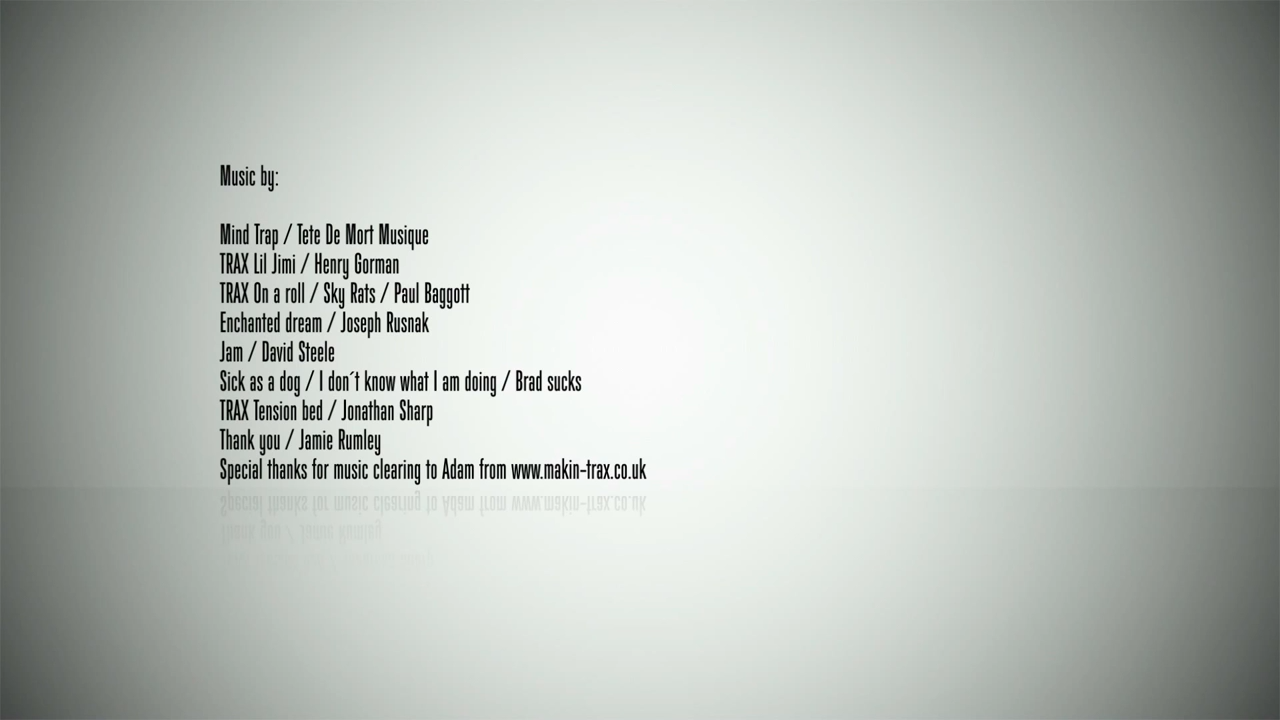 Music by:
Mind Trap / Tete De Mort Musique
TRAX Lil Jimi / Henry Gorman
TRAX On a roll / Sky Rats / Paul Baggott
Enchanted dream / Joseph Rusnak
Jam / David Steele
Sick as a dog / I don´t know what I am doing / Brad sucks
TRAX Tension bed / Jonathan Sharp
Thank you / Jamie Rumley
Special thanks for music clearing to Adam from www.makin-trax.co.uk